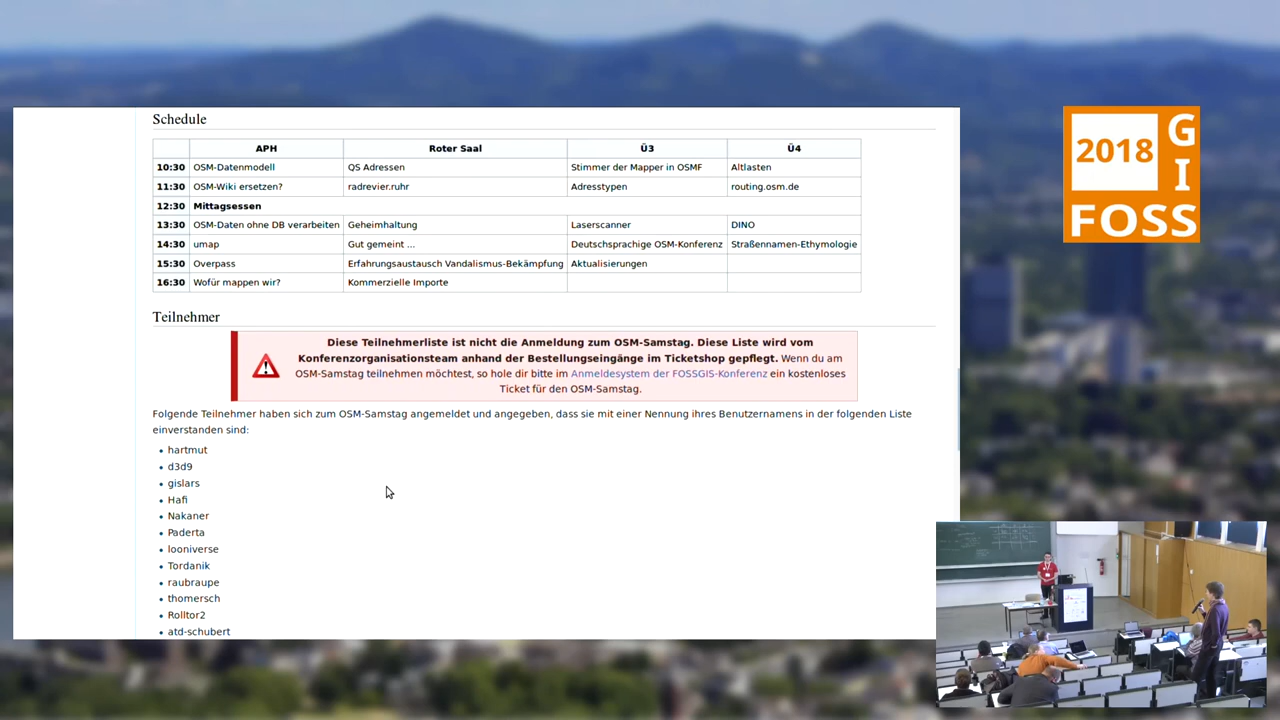 Schedule
APH Roter Saal Ü3 Ü4
10:30 OSM-Datenmodell QS Adressen Stimmer der Mapper in OSMF Altlasten
11:30 OSM-Wiki ersetzen? radrevier.ruhr Adresstypen routing.osm.de
12:30 Mittagsessen
13:30 OSM-Daten ohne DB verarbeiten Geheimhaltung Laserscanner DINO
14:30 umap Gut gemeint ... Deutschsprachige OSM-Konferenz Straßennamen-Ethymologie
15:30 Overpass Erfahrungsaustausch Vandalismus-Bekämpfung Aktualisierungen
16:30 Wofür mappen wir? Kommerzielle Importe
Teilnehmer
Diese Teilnehmerliste ist nicht die Anmeldung zum OSM-Samstag. Diese Liste wird vom
Konferenzorganisationsteam anhand der Bestellungseingänge im Ticketshop gepflegt. Wenn du am
OSM-Samstag teilnehmen möchtest, so hole dir bitte im Anmeldesystem der FOSSGIS-Konferenz ein kostenloses
Ticket für den OSM-Samstag.
Folgende Teilnehmer haben sich zum OSM-Samstag angemeldet und angegeben, dass sie mit einer Nennung ihres Benutzernamens in der folgenden Liste
einverstanden sind:
hartmut
d3d9
gislars
Hafi
Nakaner
Paderta
looniverse
Tordanik
raubraupe
thomersch
Rolltor2
atd-schubert
2018 G
I
FOSS